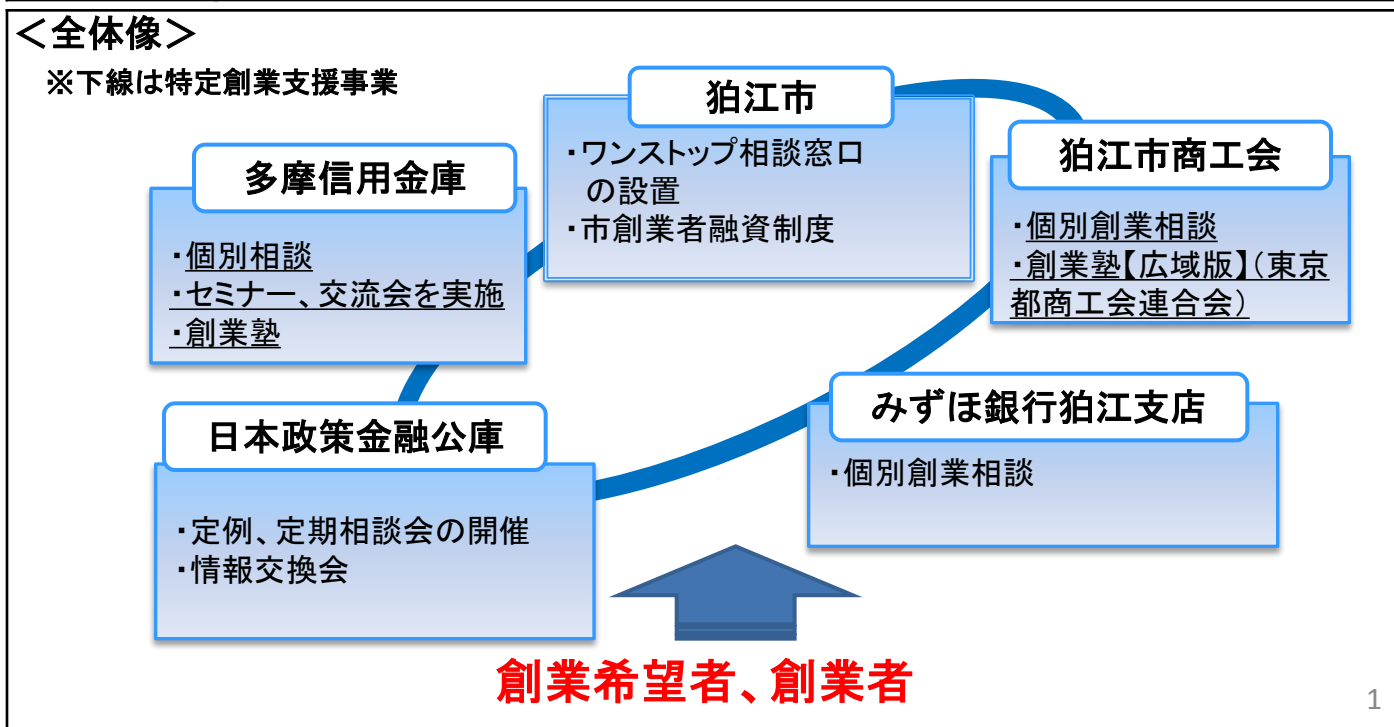 ＜全体像＞
※下線は特定創業支援事業
狛江市
・ワンストップ相談窓口
の設置
・市創業者融資制度
多摩信用金庫
・個別相談
・セミナー、交流会を実施
・創業塾
狛江市商工会
・個別創業相談
・創業塾【広域版】（東京
都商工会連合会）
日本政策金融公庫
・定例、定期相談会の開催
・情報交換会
みずほ銀行狛江支店
・個別創業相談
創業希望者、創業者
1